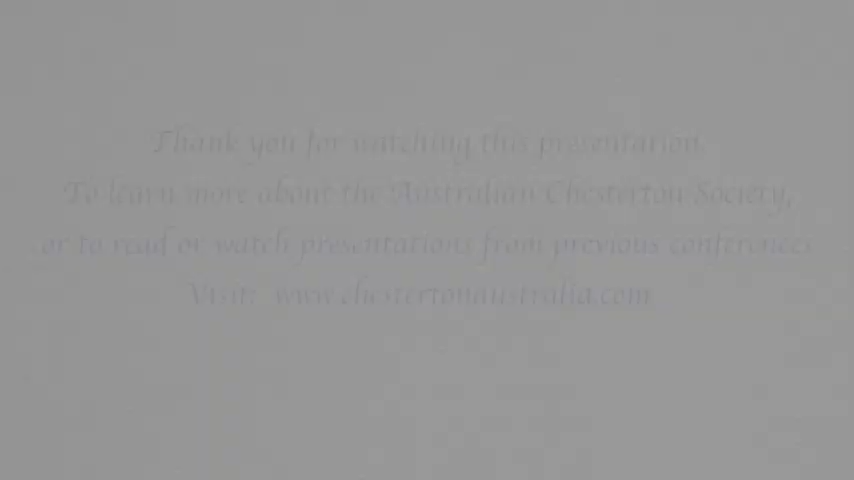 Thank you for watching this presentation.
To learn more about the Australian Chesterton Society,
or to read or watch presentations from previous conferences
Visit: www.chestertonaustralia.com